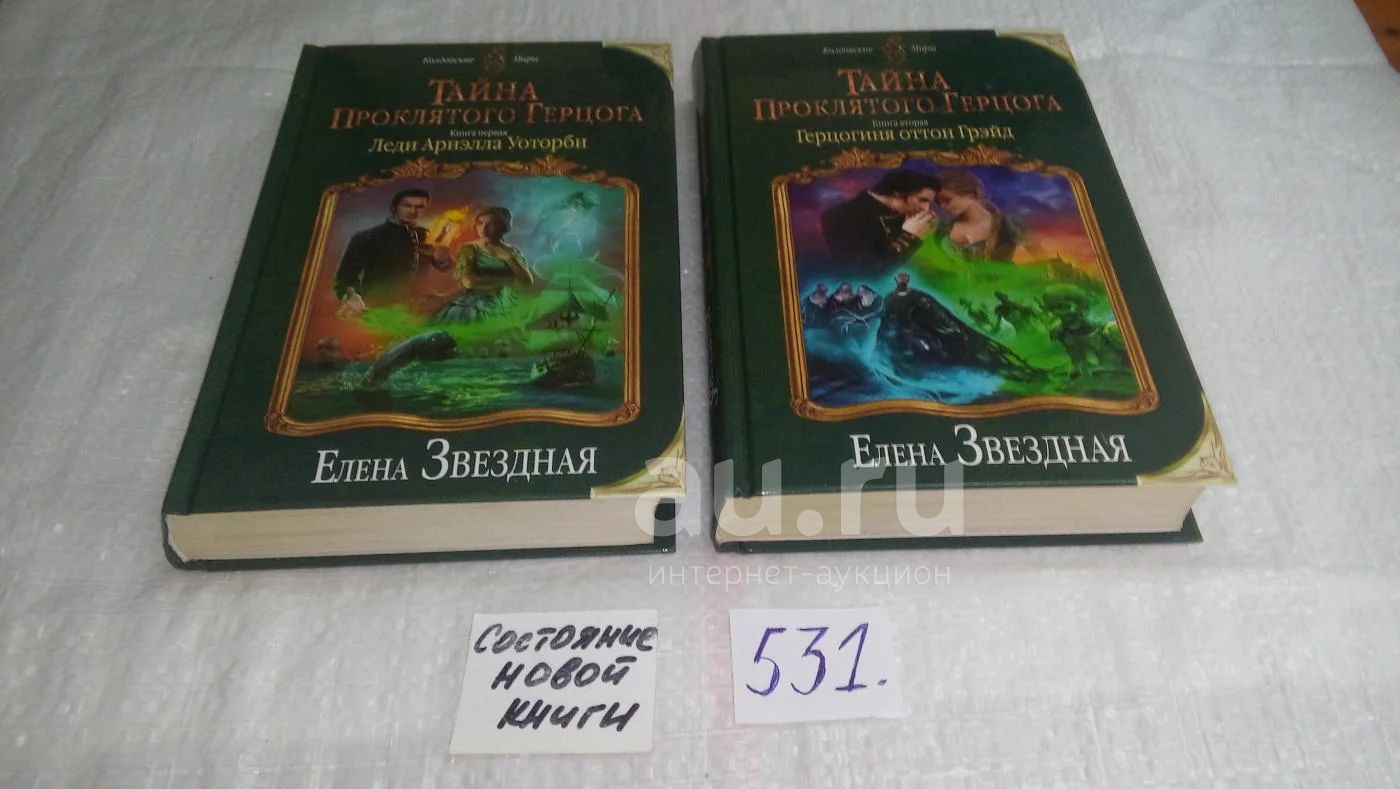 Колдовские Миры
Тайна
Проклятого Герцога
Книга первая
Леди Ариэлла Уоторби
Елена Звездная
Колдовские Миры
Тайна
Проклятого Герцога
Книга вторая
Герцогиня оттон Грэйд
Елена Звездная
au.ru
интернет-аукцион
Состояние
новой
книги
531.